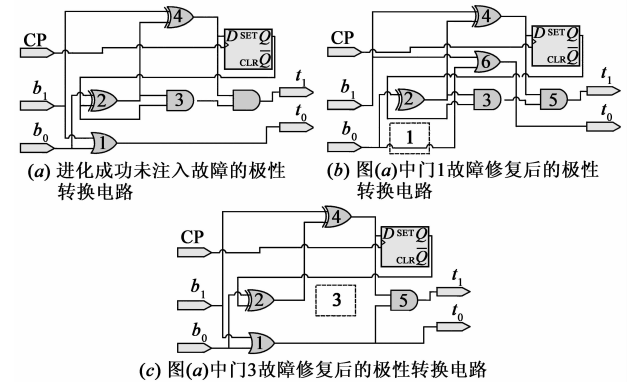 4
D SET Q
CP
CLR Q̅
b₁
2
3
t₁
b₀
1
t₀
(a) 进化成功未注入故障的极性
转换电路
4
D SET Q
CP
CLR Q̅
6
b₁
2
3
5
t₁
b₀
1
t₀
(b) 图(a)中门1故障修复后的极性
转换电路
4
CP
D SET Q
CLR Q̅
b₁
2
3
5
t₁
b₀
1
t₀
(c) 图(a)中门3故障修复后的极性转换电路